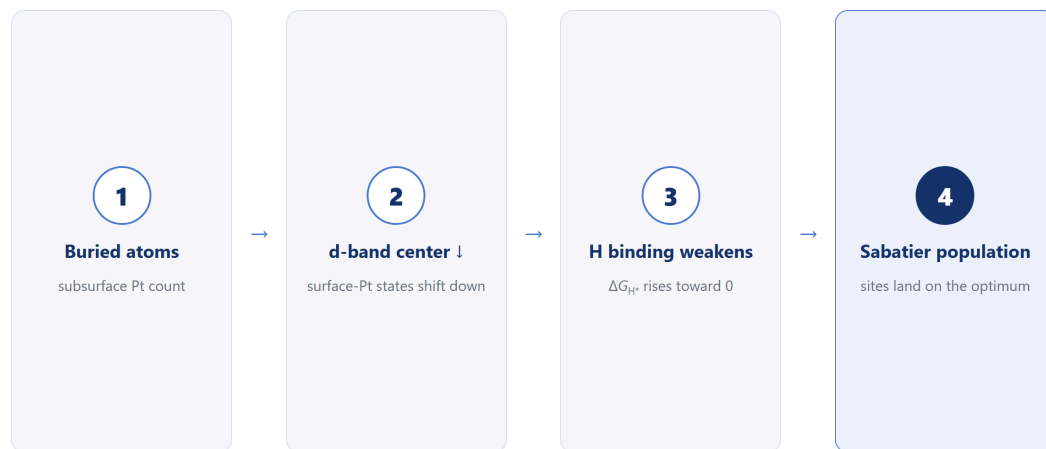 1
Buried atoms
subsurface Pt count
→
2
d-band center ↓
surface-Pt states shift down
→
3
H binding weakens
ΔG_H* rises toward 0
→
4
Sabatier population
sites land on the optimum